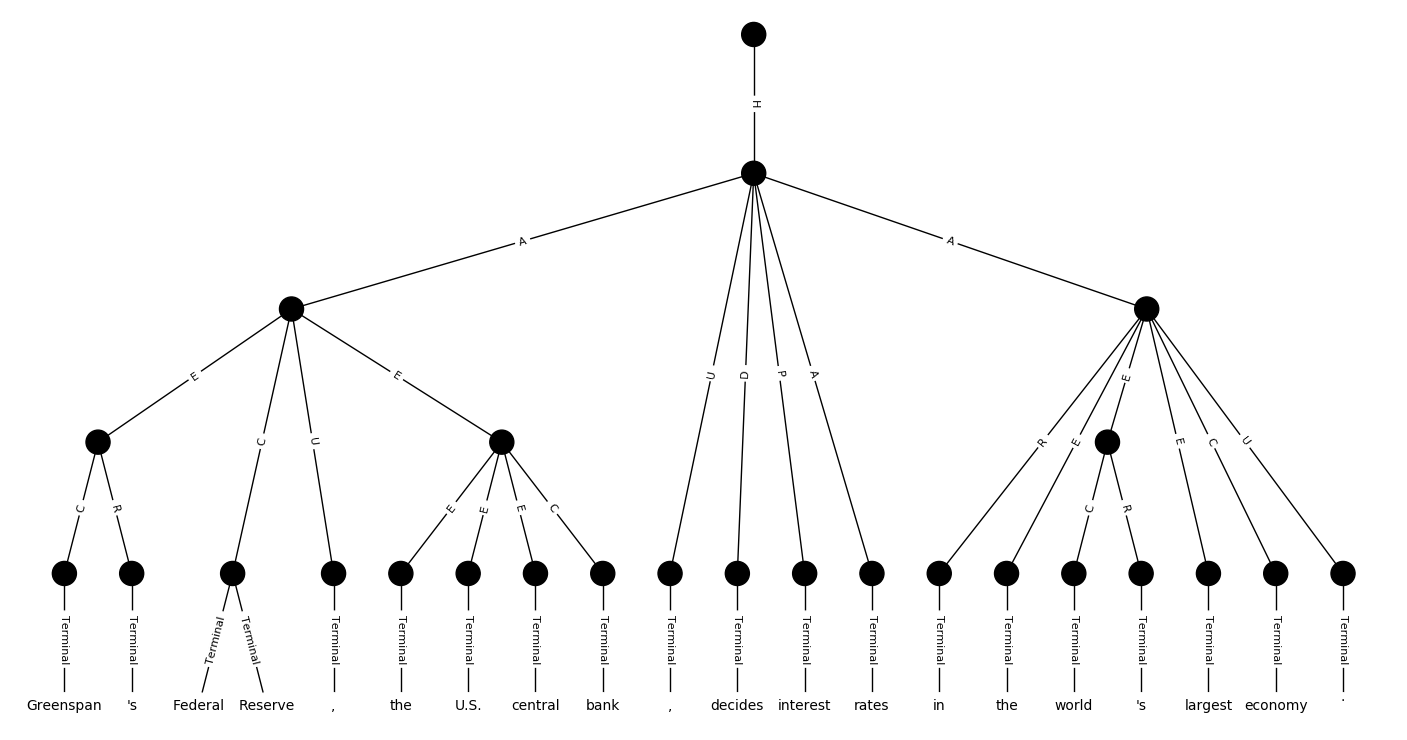 H
A A
E C U E U D P A R E E E C U
C R E E E C C R
Terminal Terminal Terminal Terminal Terminal Terminal Terminal Terminal Terminal Terminal Terminal Terminal Terminal Terminal Terminal Terminal Terminal Terminal Terminal Terminal
Greenspan 's Federal Reserve , the U.S. central bank , decides interest rates in the world 's largest economy .